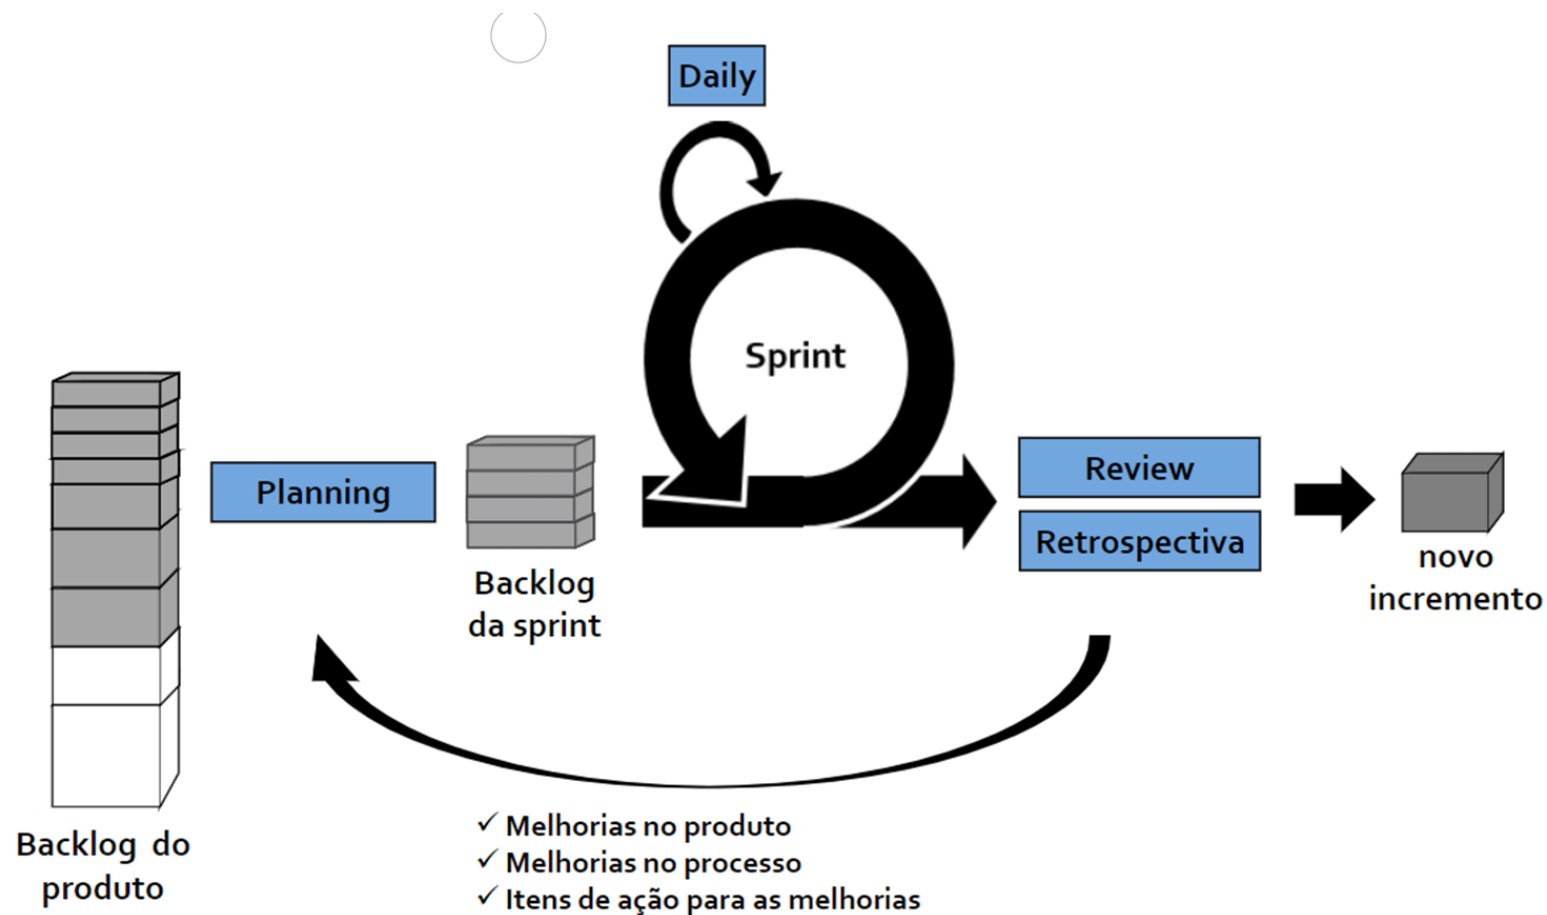 Daily
Sprint
Planning
Backlog
da sprint
Review
Retrospectiva
novo
incremento
Backlog do
produto
✓ Melhorias no produto
✓ Melhorias no processo
✓ Itens de ação para as melhorias